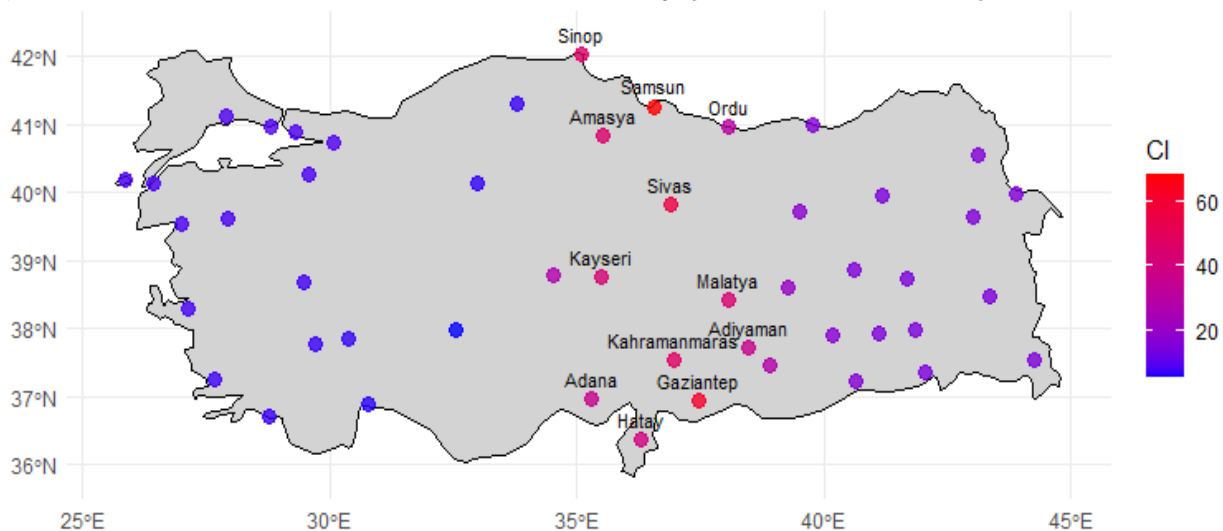 Sinop
42°N
Samsun
Ordu
41°N
Amasya
CI
40°N
Sivas
60
39°N
Kayseri
40
Malatya
38°N
Adiyaman
20
Kahramanmaras
37°N
Adana
Gaziantep
Hatay
36°N
25°E
30°E
35°E
40°E
45°E